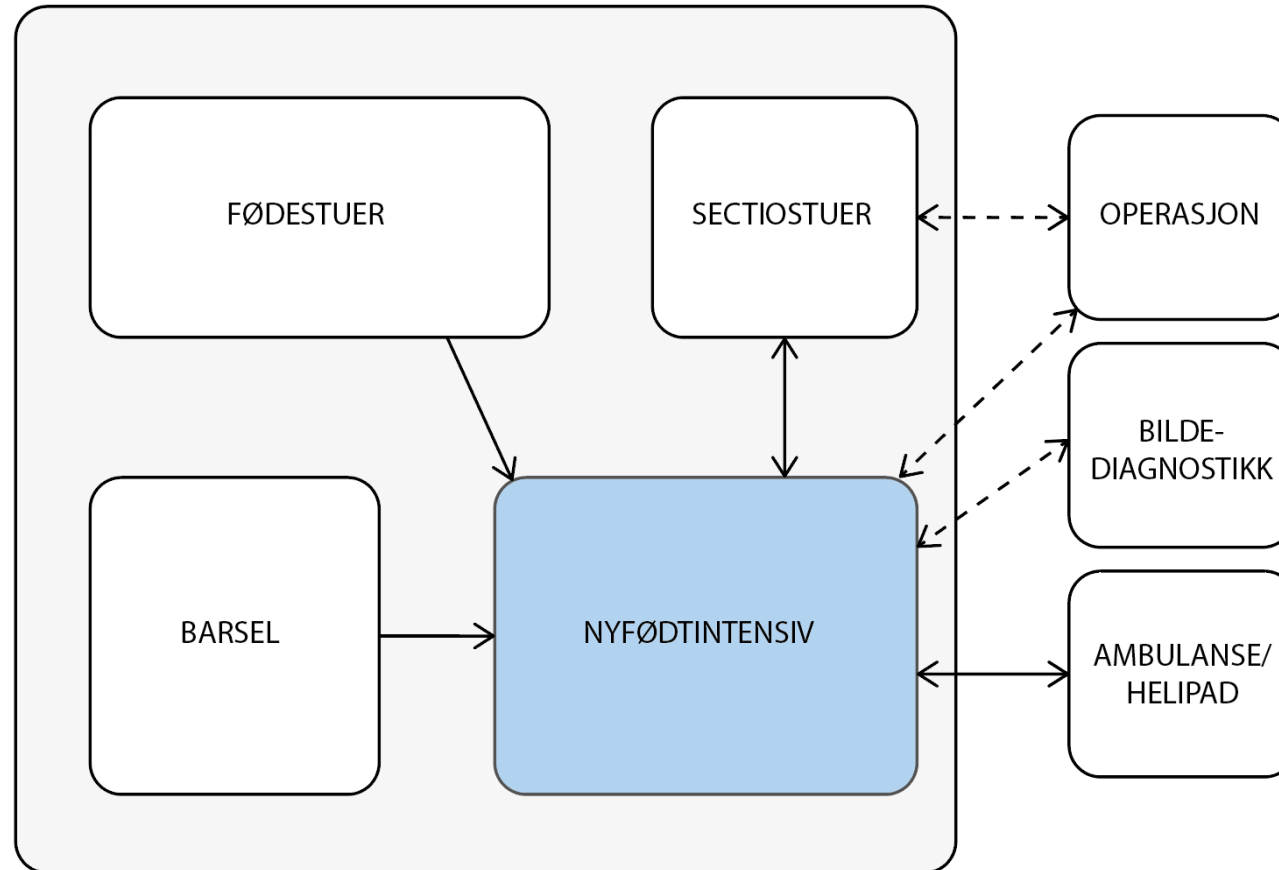 FØDESTUER
SECTIOSTUER
OPERASJON
BILDE-
DIAGNOSTIKK
BARSEL
NYFØDTINTENSIV
AMBULANSE/
HELIPAD